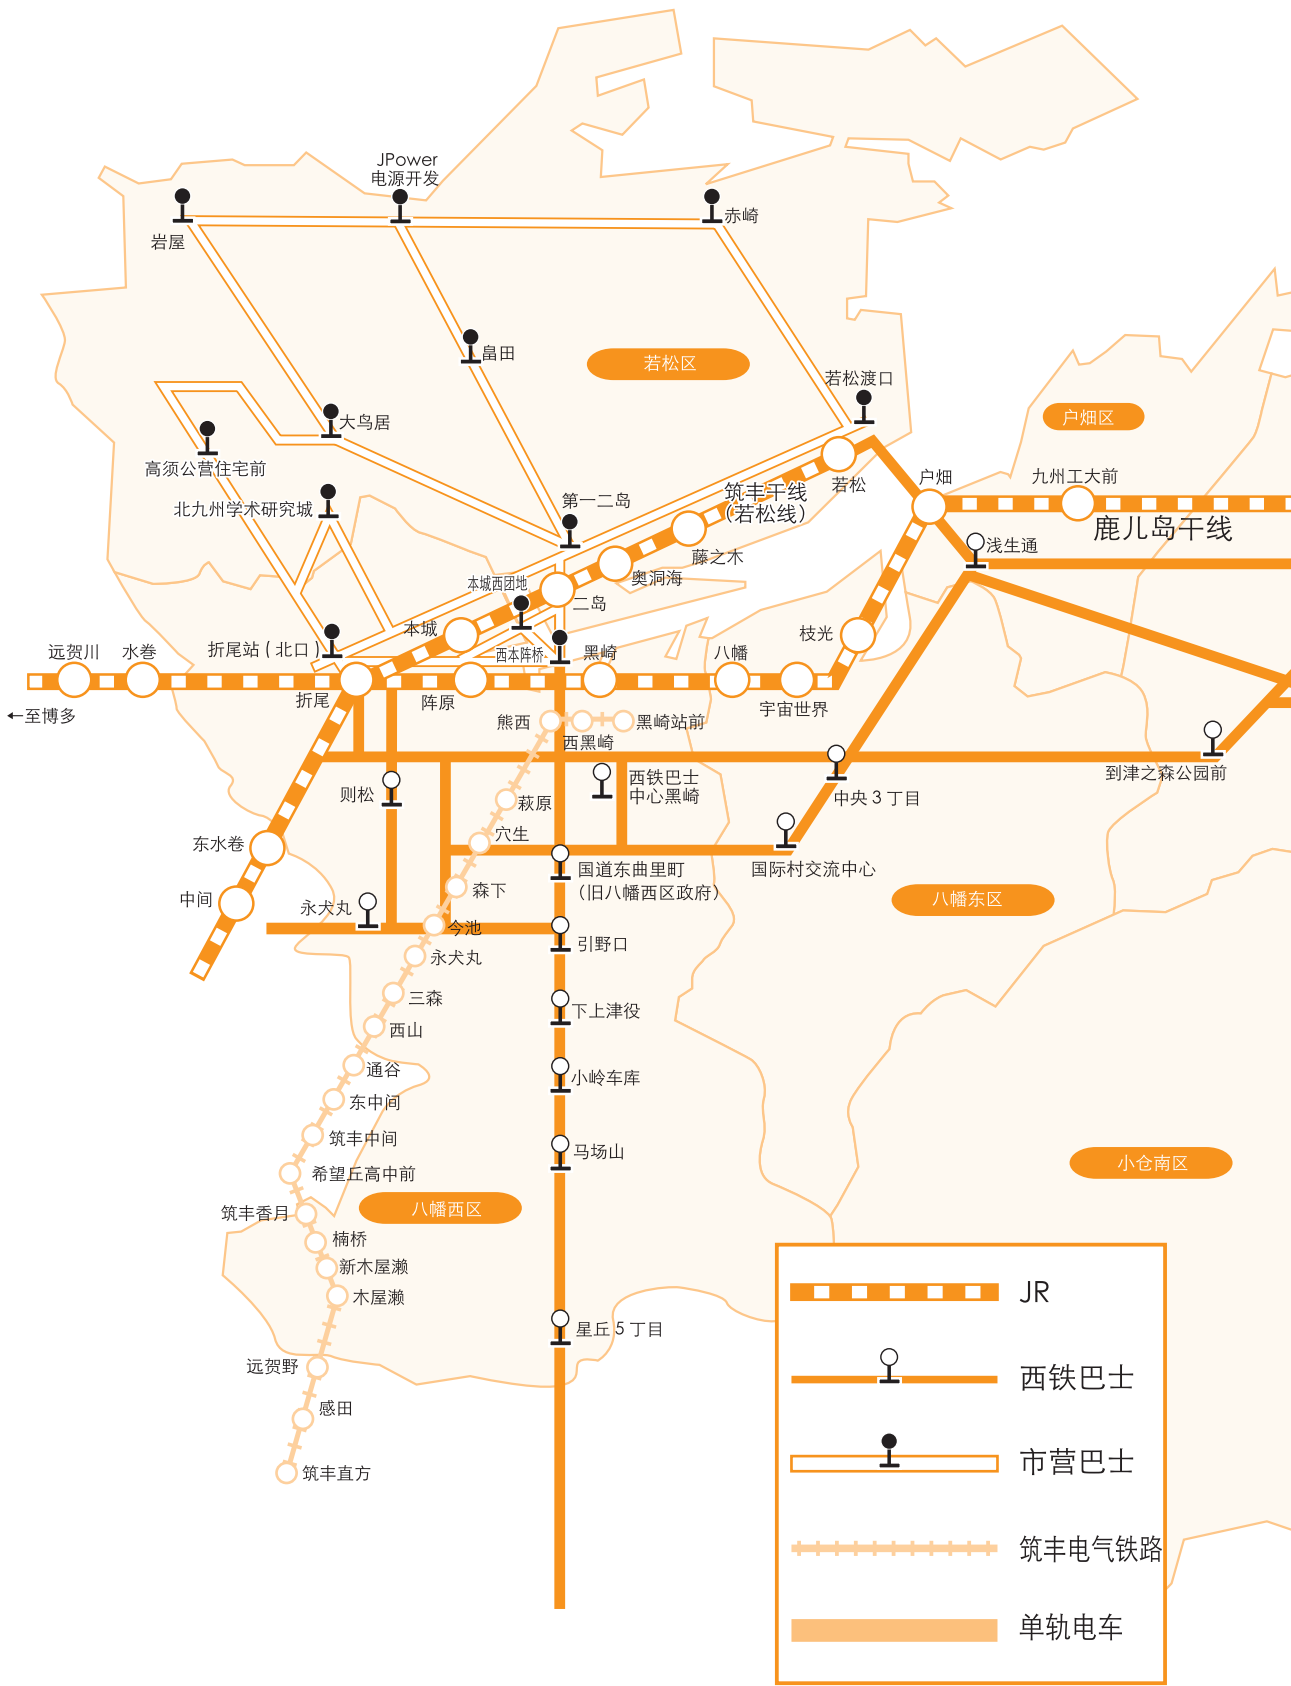 JPower
电源开发
岩屋
赤崎
畠田
若松区
若松渡口
大鸟居
户畑区
高须公营住宅前
北九州学术研究城
第一二岛
筑丰干线
(若松线)
若松
户畑
九州工大前
鹿儿岛干线
浅生通
藤之木
奥洞海
本城西团地
二岛
本城
折尾站 ( 北口 )
西本阵桥
黑崎
八幡
枝光
远贺川
水卷
折尾
阵原
宇宙世界
←至博多
熊西
西黑崎
黑崎站前
西铁巴士
中心黑崎
则松
萩原
中央 3 丁目
到津之森公园前
东水卷
穴生
国道东曲里町
(旧八幡西区政府)
国际村交流中心
中间
永犬丸
森下
今池
八幡东区
引野口
永犬丸
三森
下上津役
西山
通谷
小岭车库
东中间
筑丰中间
马场山
希望丘高中前
小仓南区
筑丰香月
八幡西区
楠桥
新木屋濑
木屋濑
星丘 5 丁目
远贺野
感田
筑丰直方
JR
西铁巴士
市营巴士
筑丰电气铁路
单轨电车